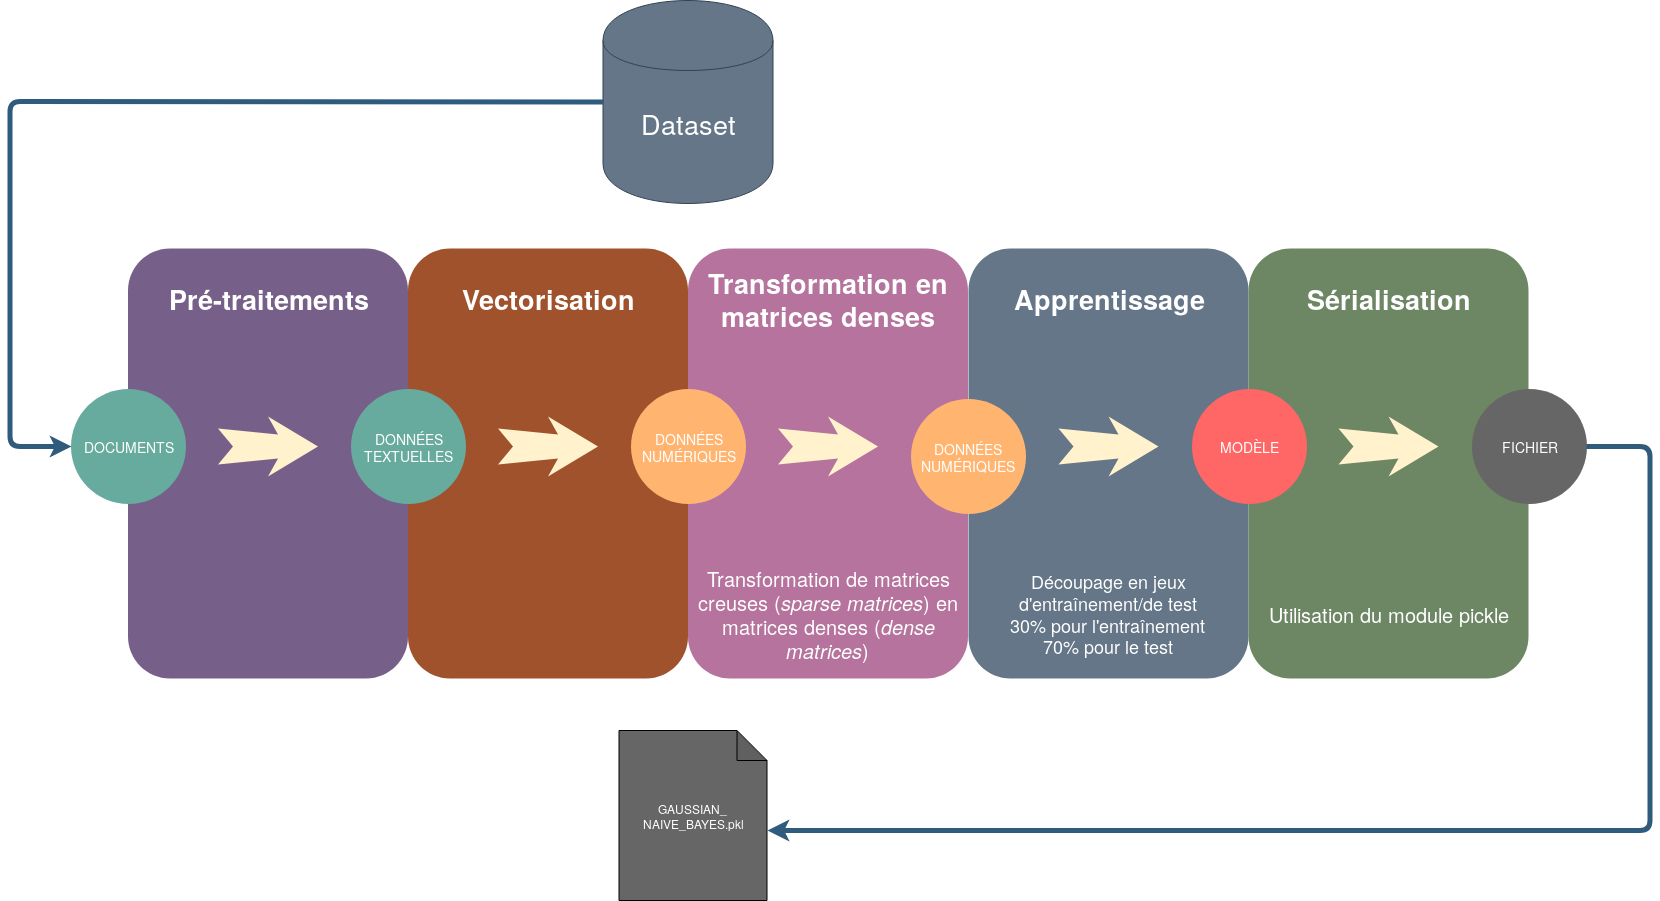 Dataset
Pré-traitements
Vectorisation
Transformation en
matrices denses
Apprentissage
Sérialisation
DOCUMENTS
DONNÉES
TEXTUELLES
DONNÉES
NUMÉRIQUES
DONNÉES
NUMÉRIQUES
MODÈLE
FICHIER
Transformation de matrices
creuses (sparse matrices) en
matrices denses (dense
matrices)
Découpage en jeux
d'entraînement/de test
30% pour l'entraînement
70% pour le test
Utilisation du module pickle
GAUSSIAN_
NAIVE_BAYES.pkl